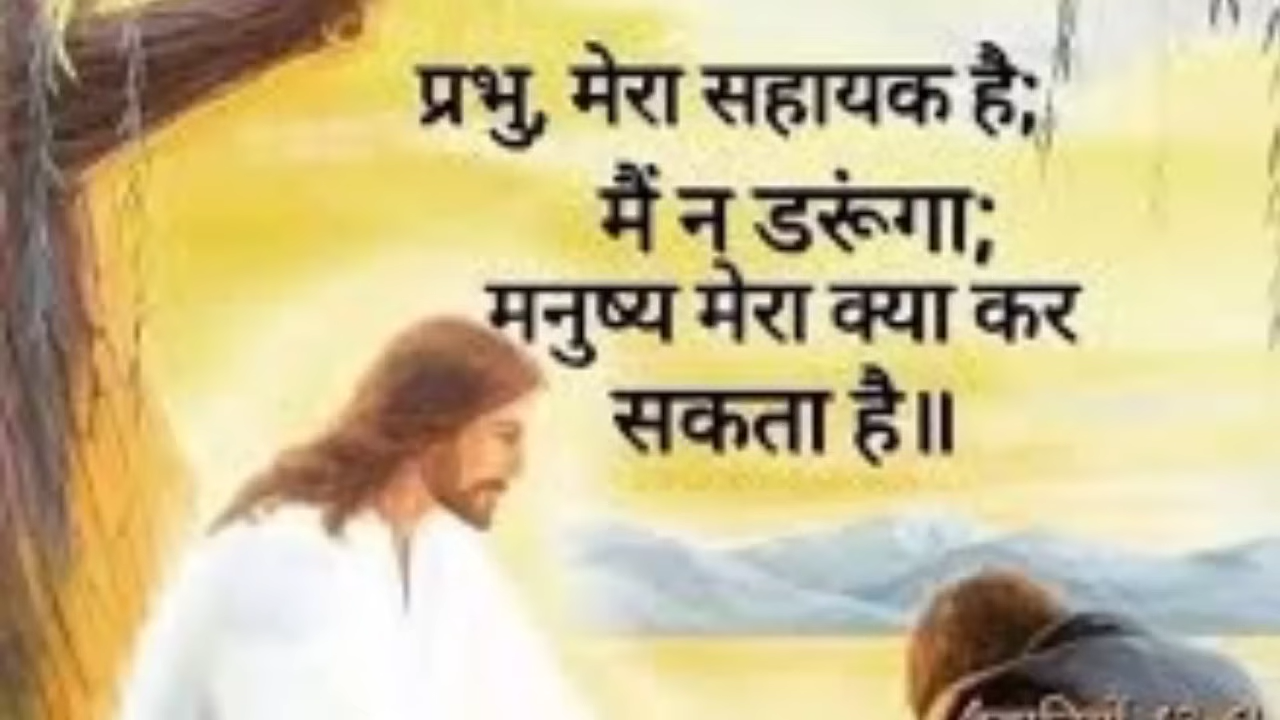 प्रभु, मेरा सहायक है;
मैं न डरूंगा;
मनुष्य मेरा क्या कर
सकता है॥